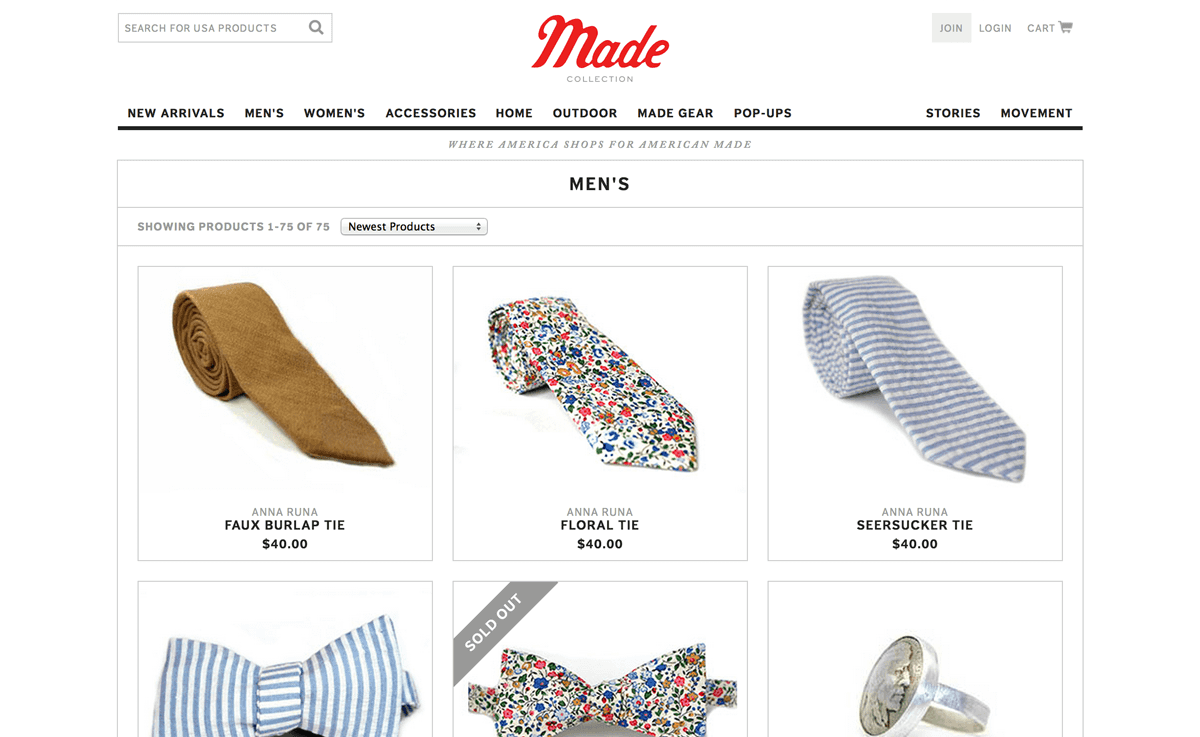 SEARCH FOR USA PRODUCTS
Made
COLLECTION
JOIN LOGIN CART
NEW ARRIVALS MEN'S WOMEN'S ACCESSORIES HOME OUTDOOR MADE GEAR POP-UPS STORIES MOVEMENT
WHERE AMERICA SHOPS FOR AMERICAN MADE
MEN'S
SHOWING PRODUCTS 1-75 OF 75 Newest Products
ANNA RUNA
FAUX BURLAP TIE
$40.00
ANNA RUNA
FLORAL TIE
$40.00
ANNA RUNA
SEERSUCKER TIE
$40.00
SOLD OUT